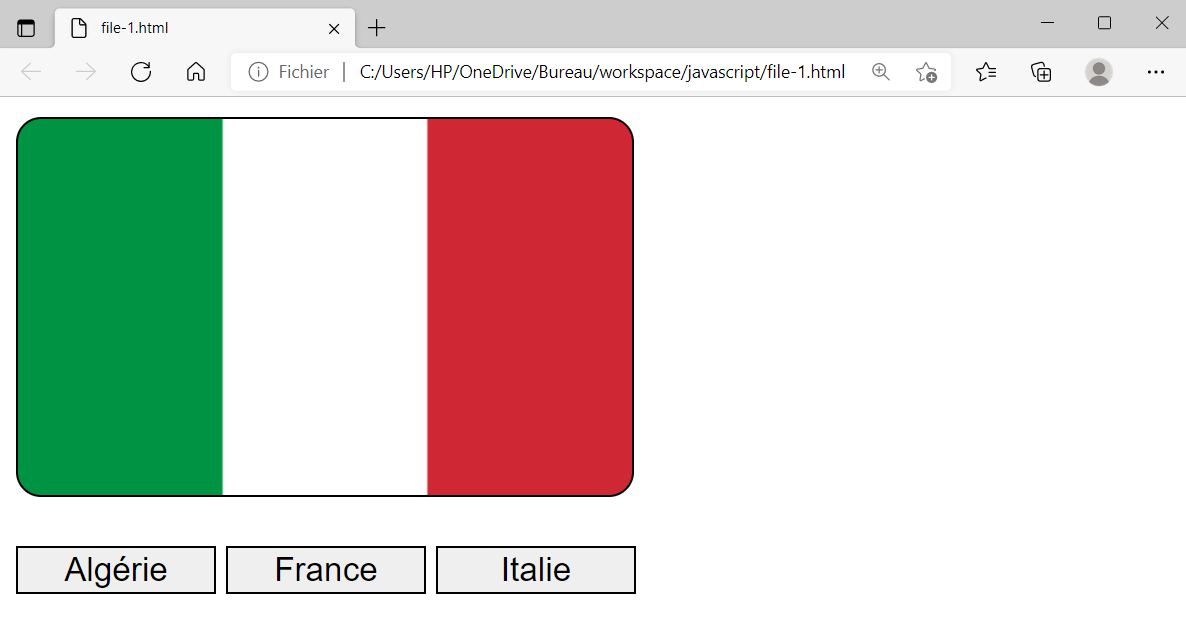 file-1.html
Fichier C:/Users/HP/OneDrive/Bureau/workspace/javascript/file-1.html
Algérie France Italie